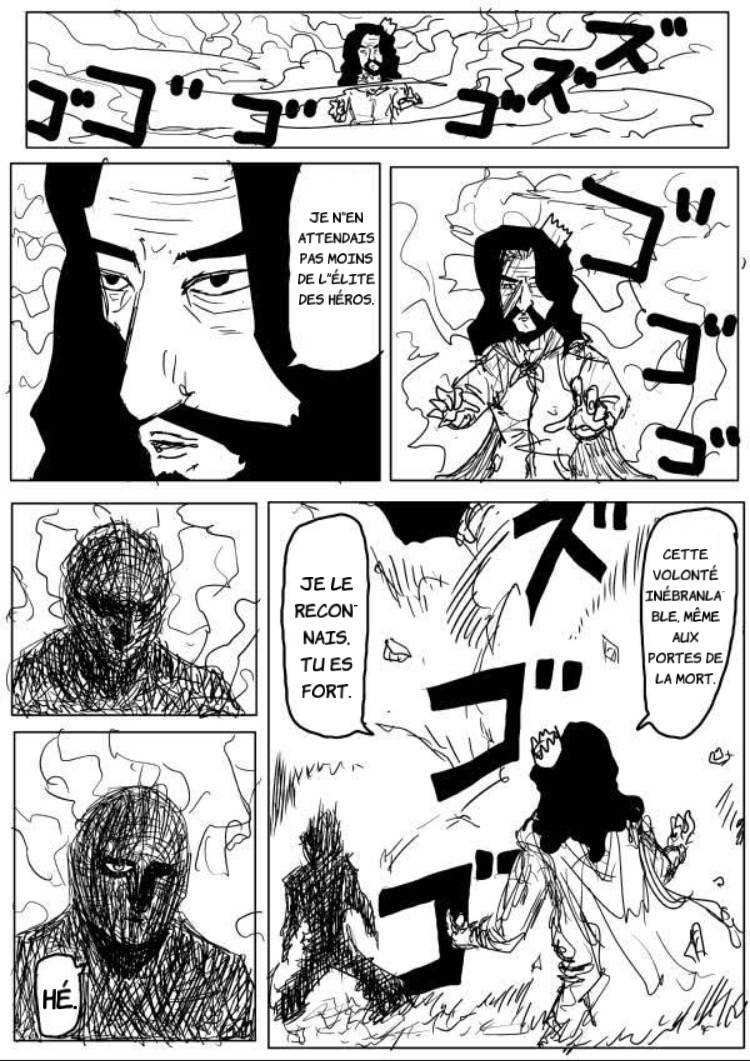 ゴゴゴゴズズ
ゴゴゴ
JE N"EN
ATTENDAIS
PAS MOINS
DE L"ÉLITE
DES HÉROS.
ズゴゴ
CETTE
VOLONTÉ
INÉBRANLA-
BLE, MÊME
AUX
PORTES DE
LA MORT.
JE LE
RECON-
NAIS,
TU ES
FORT.
HÉ.